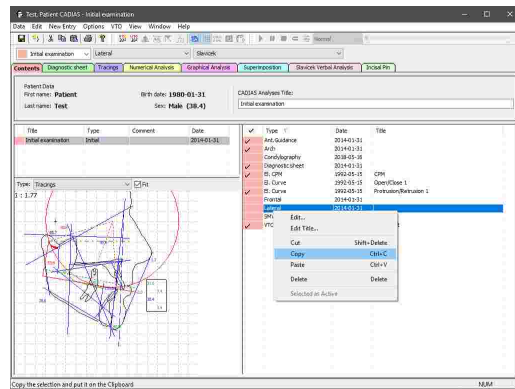 Test, Patient CADIAS - Initial examination
Data Edit New Entry Options VTO View Window Help
Normal
Initial examination Lateral Slavicek
Contents Diagnostic sheet Tracings Numerical Analysis Graphical Analysis Superimposition Slavicek Verbal Analysis Incisal Pin
Patient Data
First name: Patient Birth date: 1980-01-31 CADIAS Analyses Title:
Last name: Test Sex: Male (38.4) Initial examination
Title Type Comment Date
Initial examination Initial 2014-01-31
Type Date Title
Ant.Guidance 2014-01-31
Arch 2014-01-31
Condylography 2018-05-16
Diagnostic sheet 2014-01-31
El. CPM 1992-05-15 CPM
El. Curve 1992-05-15 Open/Close 1
El. Curve 1992-05-15 Protrusion/Retrusion 1
Frontal 2014-01-31
Lateral 2014-01-31
Type: Tracings Fit
1 : 1.77
Edit...
Edit Title...
Cut Shift+Delete
Copy Ctrl+C
Paste Ctrl+V
Delete Delete
Selected as Active
Copy the selection and put it on the Clipboard NUM